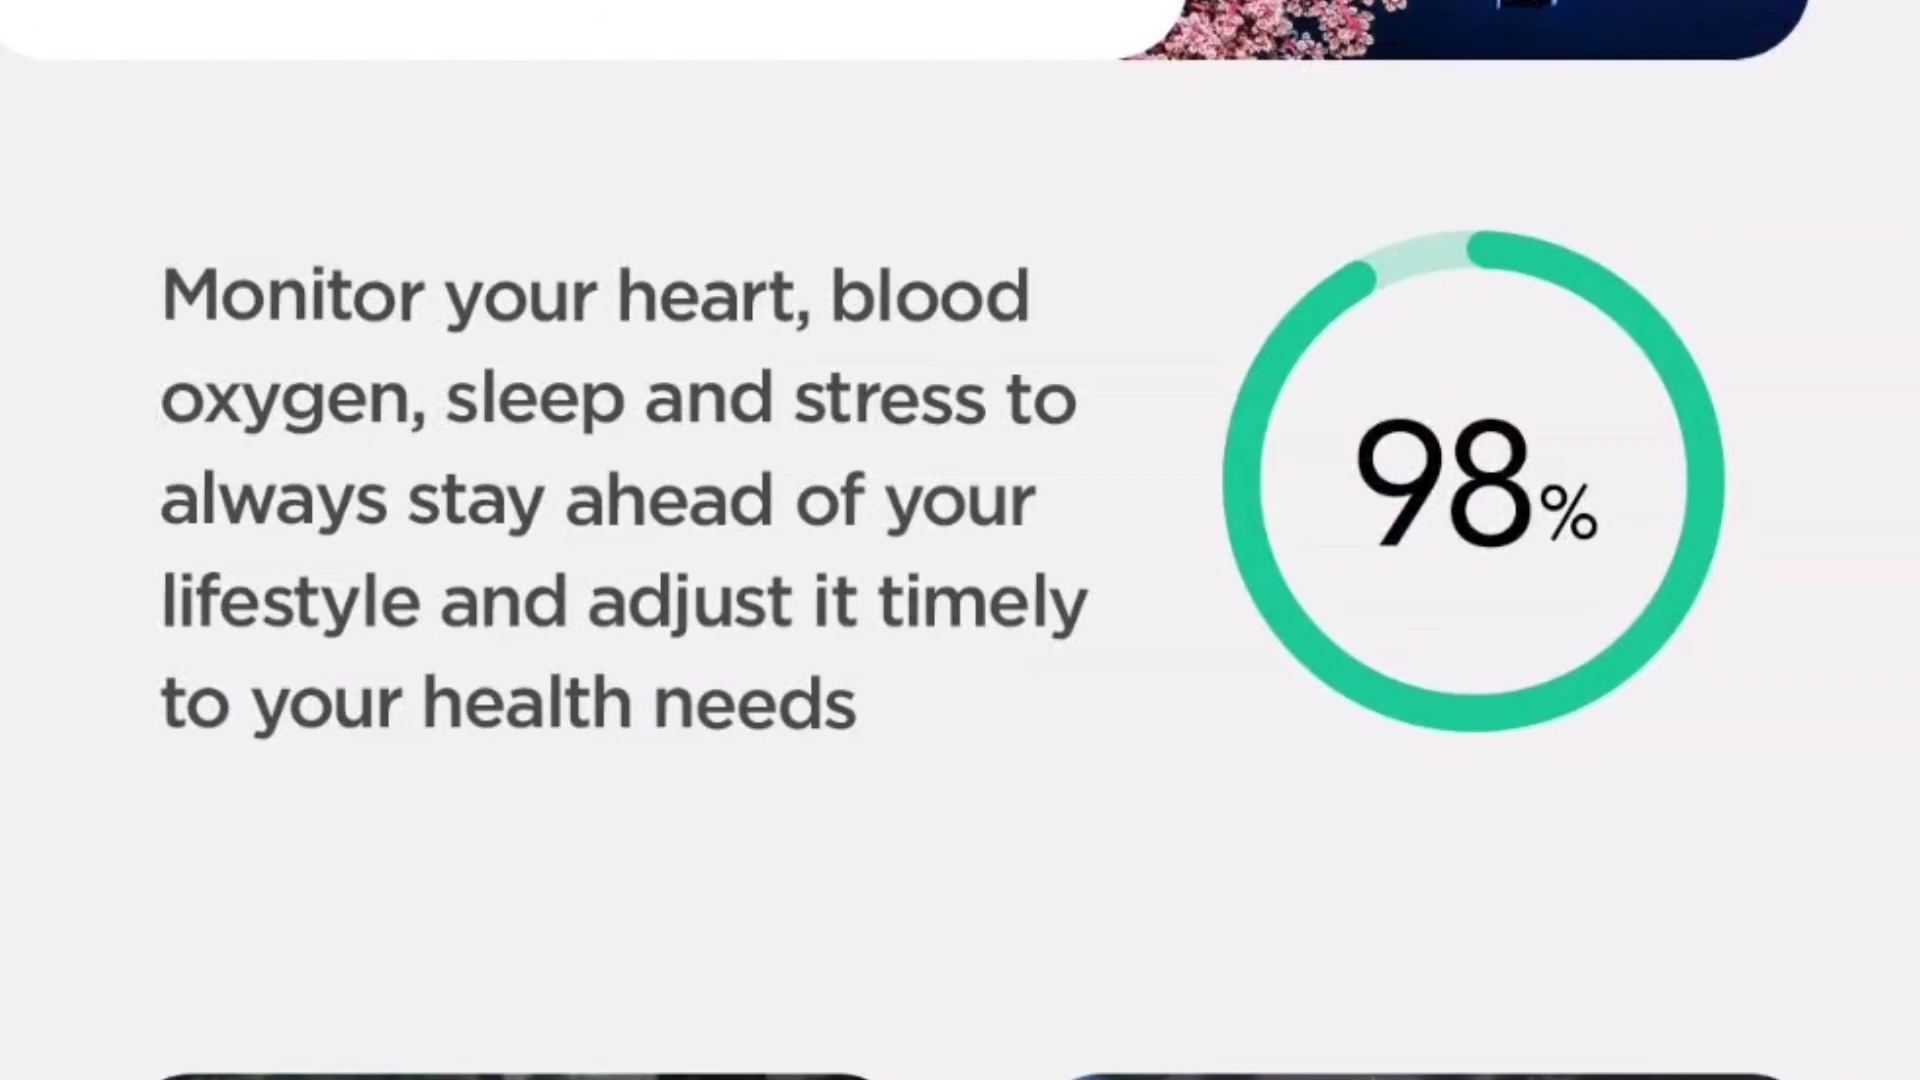 Monitor your heart, blood
oxygen, sleep and stress to
always stay ahead of your
lifestyle and adjust it timely
to your health needs
98%